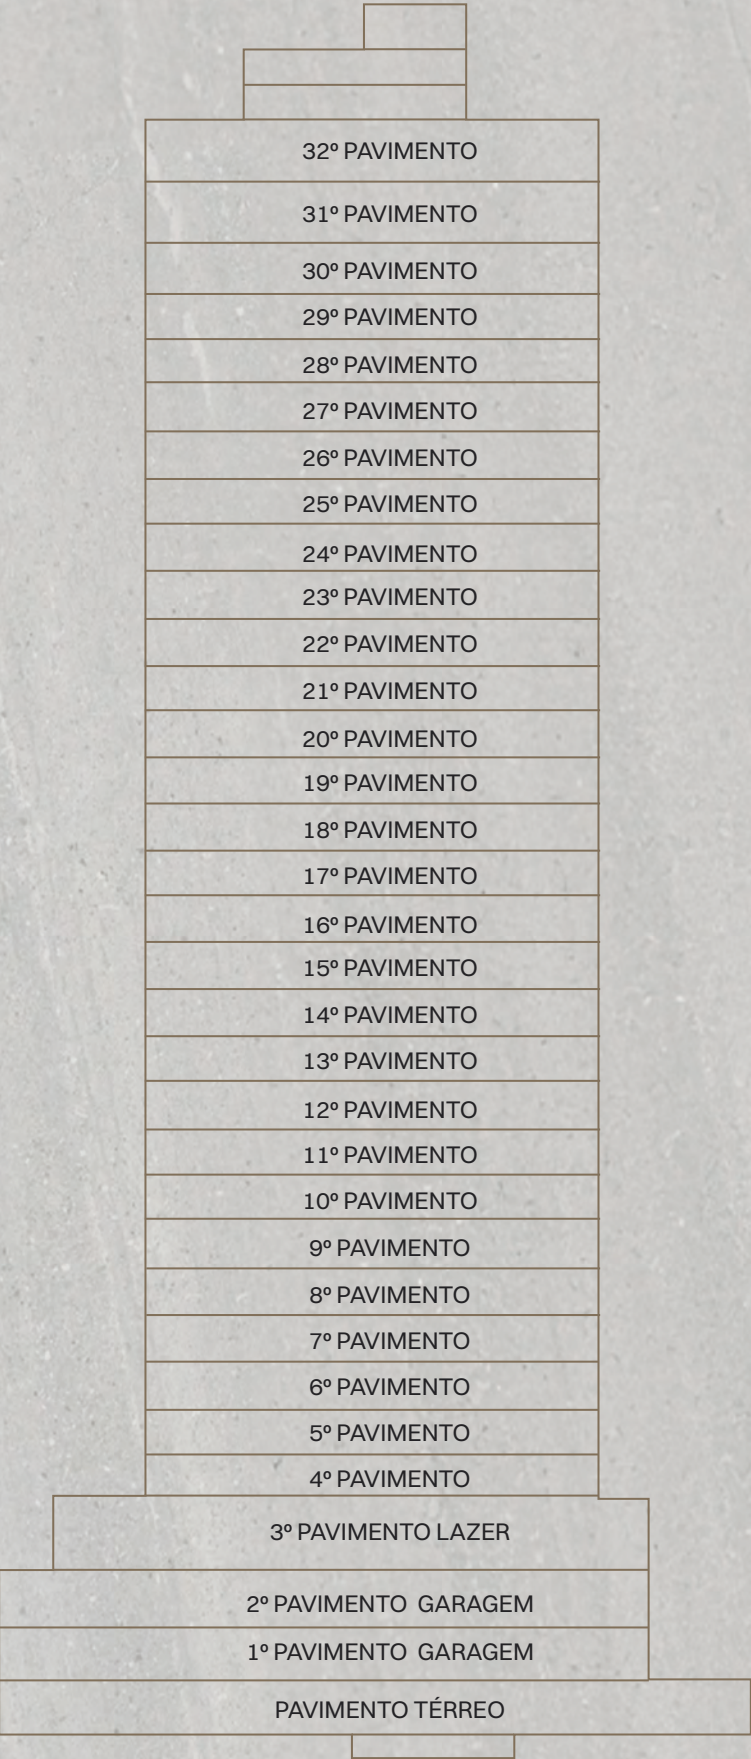 32º PAVIMENTO
31º PAVIMENTO
30º PAVIMENTO
29º PAVIMENTO
28º PAVIMENTO
27º PAVIMENTO
26º PAVIMENTO
25º PAVIMENTO
24º PAVIMENTO
23º PAVIMENTO
22º PAVIMENTO
21º PAVIMENTO
20º PAVIMENTO
19º PAVIMENTO
18º PAVIMENTO
17º PAVIMENTO
16º PAVIMENTO
15º PAVIMENTO
14º PAVIMENTO
13º PAVIMENTO
12º PAVIMENTO
11º PAVIMENTO
10º PAVIMENTO
9º PAVIMENTO
8º PAVIMENTO
7º PAVIMENTO
6º PAVIMENTO
5º PAVIMENTO
4º PAVIMENTO
3º PAVIMENTO LAZER
2º PAVIMENTO GARAGEM
1º PAVIMENTO GARAGEM
PAVIMENTO TÉRREO